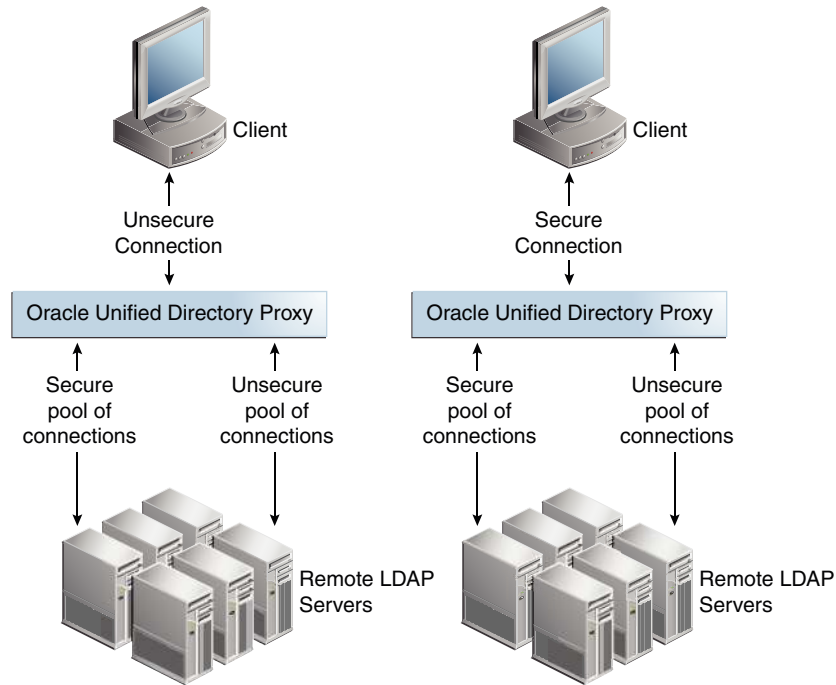 Client
Client
Unsecure
Connection
Secure
Connection
Oracle Unified Directory Proxy
Oracle Unified Directory Proxy
Secure
pool of
connections
Unsecure
pool of
connections
Secure
pool of
connections
Unsecure
pool of
connections
Remote LDAP
Servers
Remote LDAP
Servers